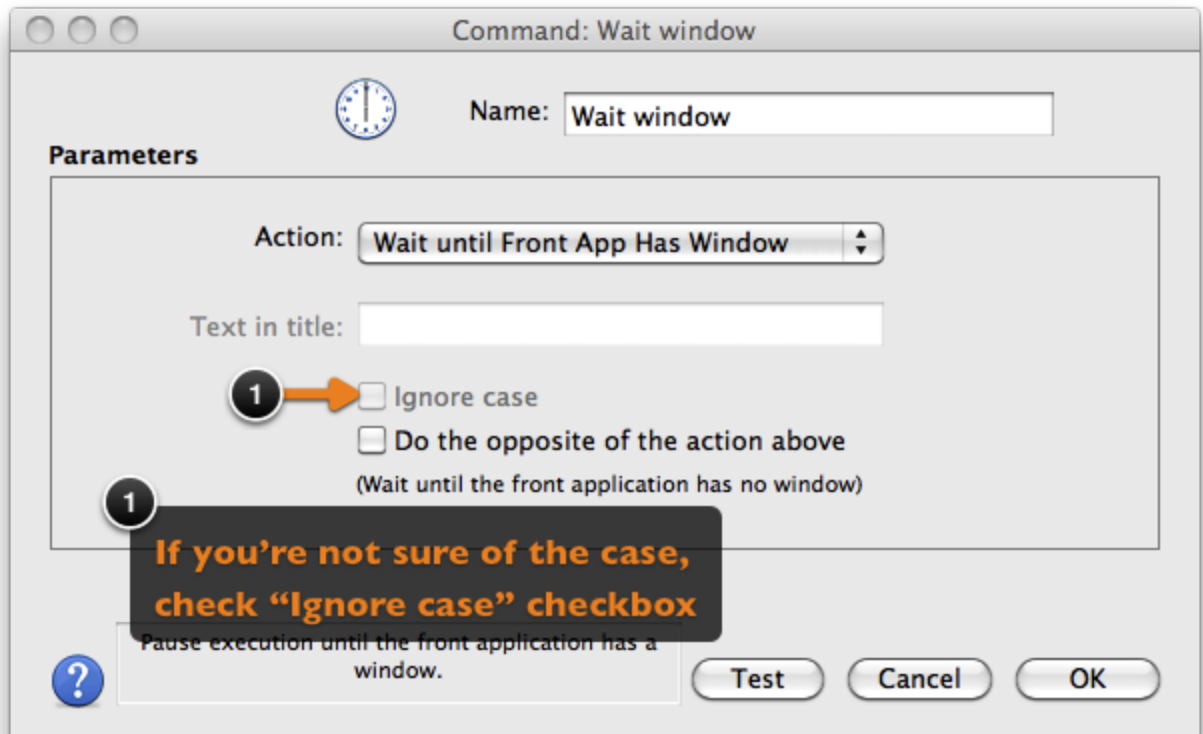 Command: Wait window
Name: Wait window
Parameters
Action: Wait until Front App Has Window
Text in title:
1 Ignore case
Do the opposite of the action above
(Wait until the front application has no window)
1
If you’re not sure of the case,
check “Ignore case” checkbox
Pause execution until the front application has a
window.
? Test Cancel OK